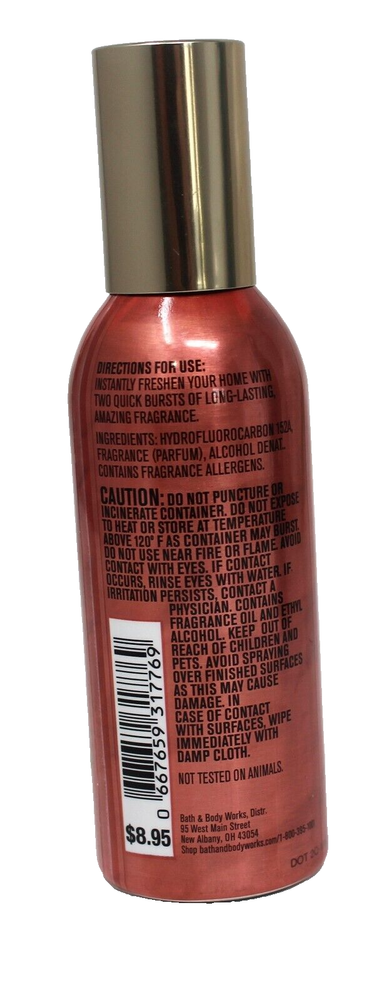 DIRECTIONS FOR USE:
INSTANTLY FRESHEN YOUR HOME WITH
TWO QUICK BURSTS OF LONG-LASTING,
AMAZING FRAGRANCE.
INGREDIENTS: HYDROFLUOROCARBON 152A,
FRAGRANCE (PARFUM), ALCOHOL DENAT.
CONTAINS FRAGRANCE ALLERGENS.
CAUTION: DO NOT PUNCTURE OR
INCINERATE CONTAINER. DO NOT EXPOSE
TO HEAT OR STORE AT TEMPERATURE
ABOVE 120° F AS CONTAINER MAY BURST.
DO NOT USE NEAR FIRE OR FLAME. AVOID
CONTACT WITH EYES. IF CONTACT
OCCURS, RINSE EYES WITH WATER. IF
IRRITATION PERSISTS, CONTACT A
PHYSICIAN. CONTAINS
FRAGRANCE OIL AND ETHYL
ALCOHOL. KEEP OUT OF
REACH OF CHILDREN AND
PETS. AVOID SPRAYING
OVER FINISHED SURFACES
AS THIS MAY CAUSE
DAMAGE. IN
CASE OF CONTACT
WITH SURFACES, WIPE
IMMEDIATELY WITH
DAMP CLOTH.
NOT TESTED ON ANIMALS.
0 667659 317769
$8.95
Bath & Body Works, Distr.
95 West Main Street
New Albany, OH 43054
Shop bathandbodyworks.com/
DOT